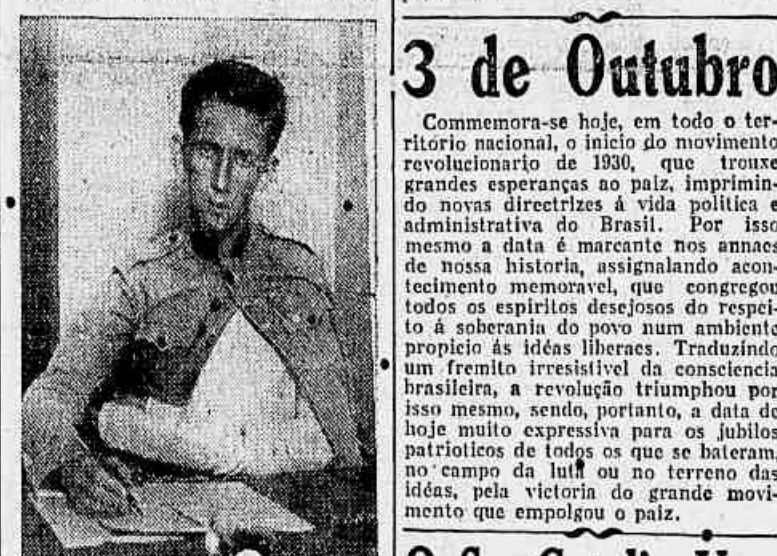 3 de Outubro
Commemora-se hoje, em todo o ter-
ritorio nacional, o inicio do movimento
revolucionario de 1930, que trouxe
grandes esperanças ao paiz, imprimin-
do novas directrizes á vida politica e
administrativa do Brasil. Por isso
mesmo a data é marcante nos annaes
de nossa historia, assignalando acon-
tecimento memoravel, que congregou
todos os espiritos desejosos do respei-
to á soberania do povo num ambiente
propicio ás idéas liberaes. Traduzindo
um fremito irresistivel da consciencia
brasileira, a revolução triumphou por
isso mesmo, sendo, portanto, a data de
hoje muito expressiva para os jubilos
patrioticos de todos os que se bateram,
no campo da luta ou no terreno das
idéas, pela victoria do grande movi-
mento que empolgou o paiz.